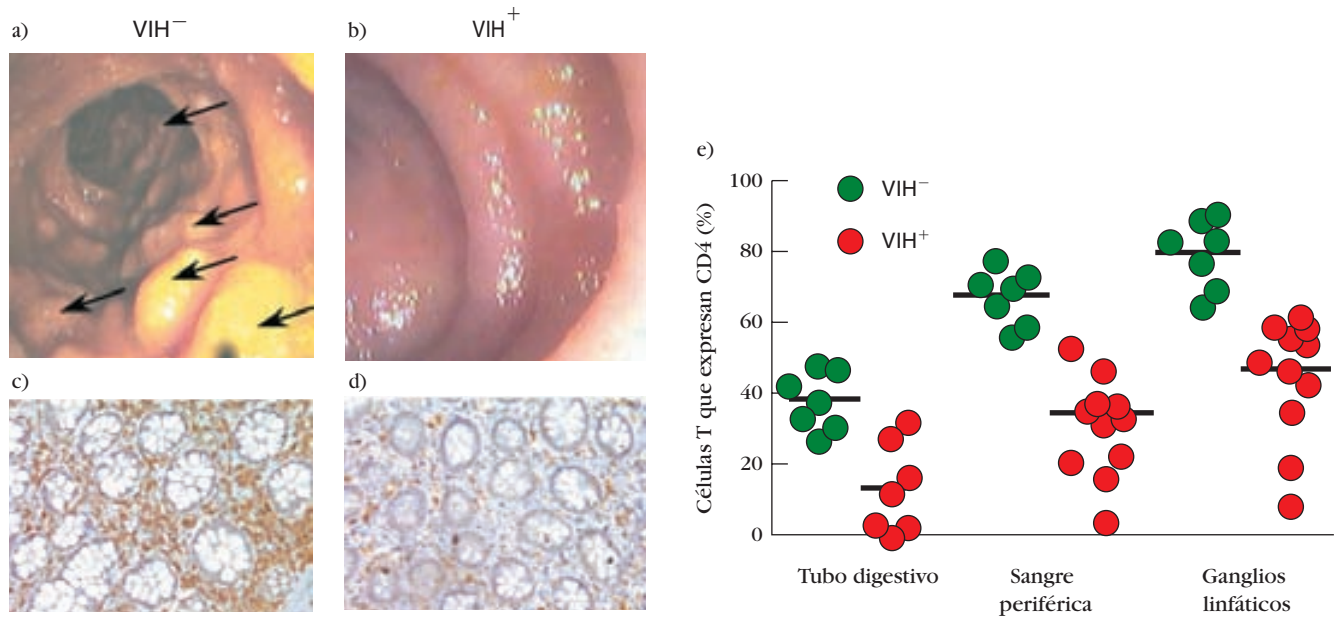 a)
VIH−
b)
VIH+
c)
d)
e)
Células T que expresan CD4 (%)
100
80
60
40
20
0
VIH−
VIH+
Tubo digestivo
Sangre
periférica
Ganglios
linfáticos